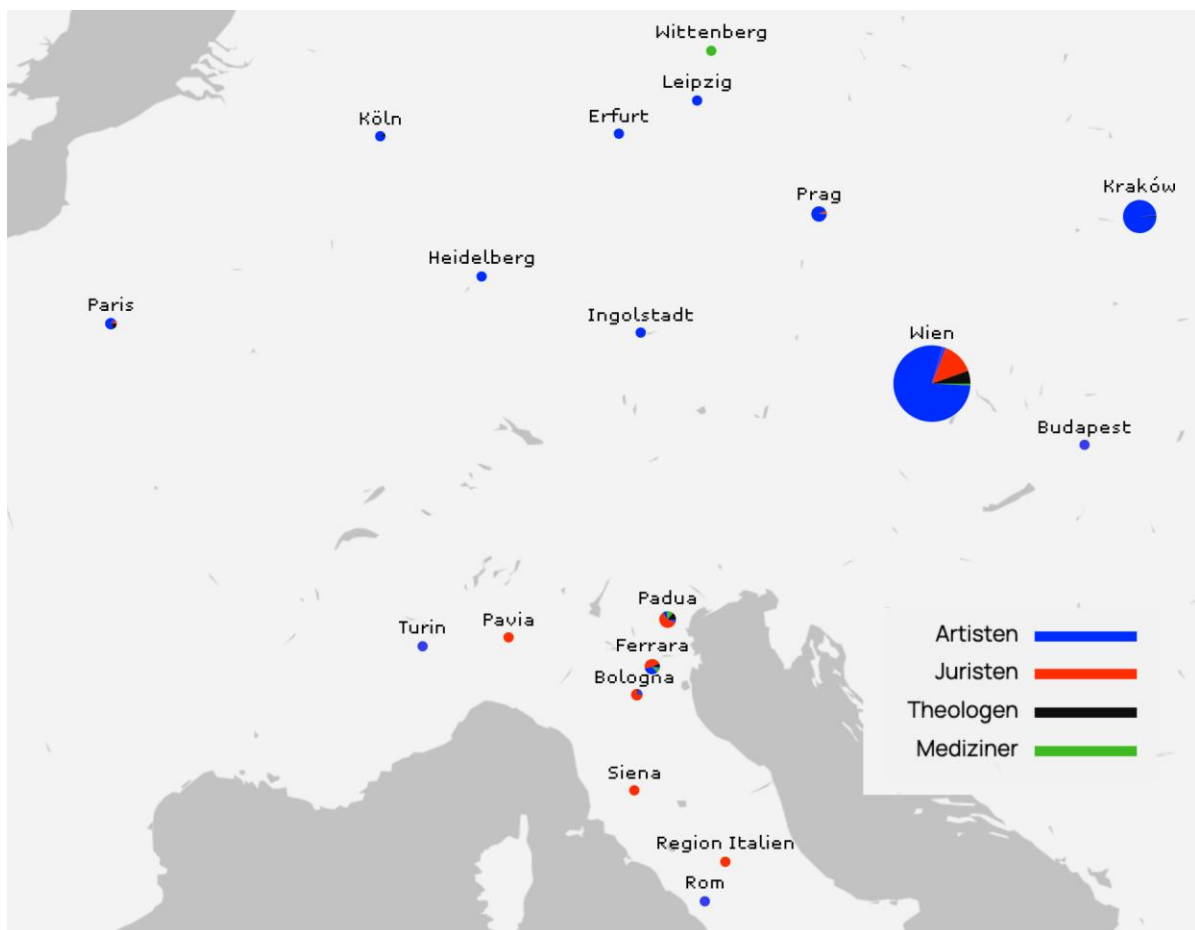 Wittenberg
Leipzig
Köln
Erfurt
Prag
Kraków
Heidelberg
Paris
Ingolstadt
Wien
Budapest
Padua
Turin
Pavia
Ferrara
Bologna
Siena
Region Italien
Rom
Artisten
Juristen
Theologen
Mediziner